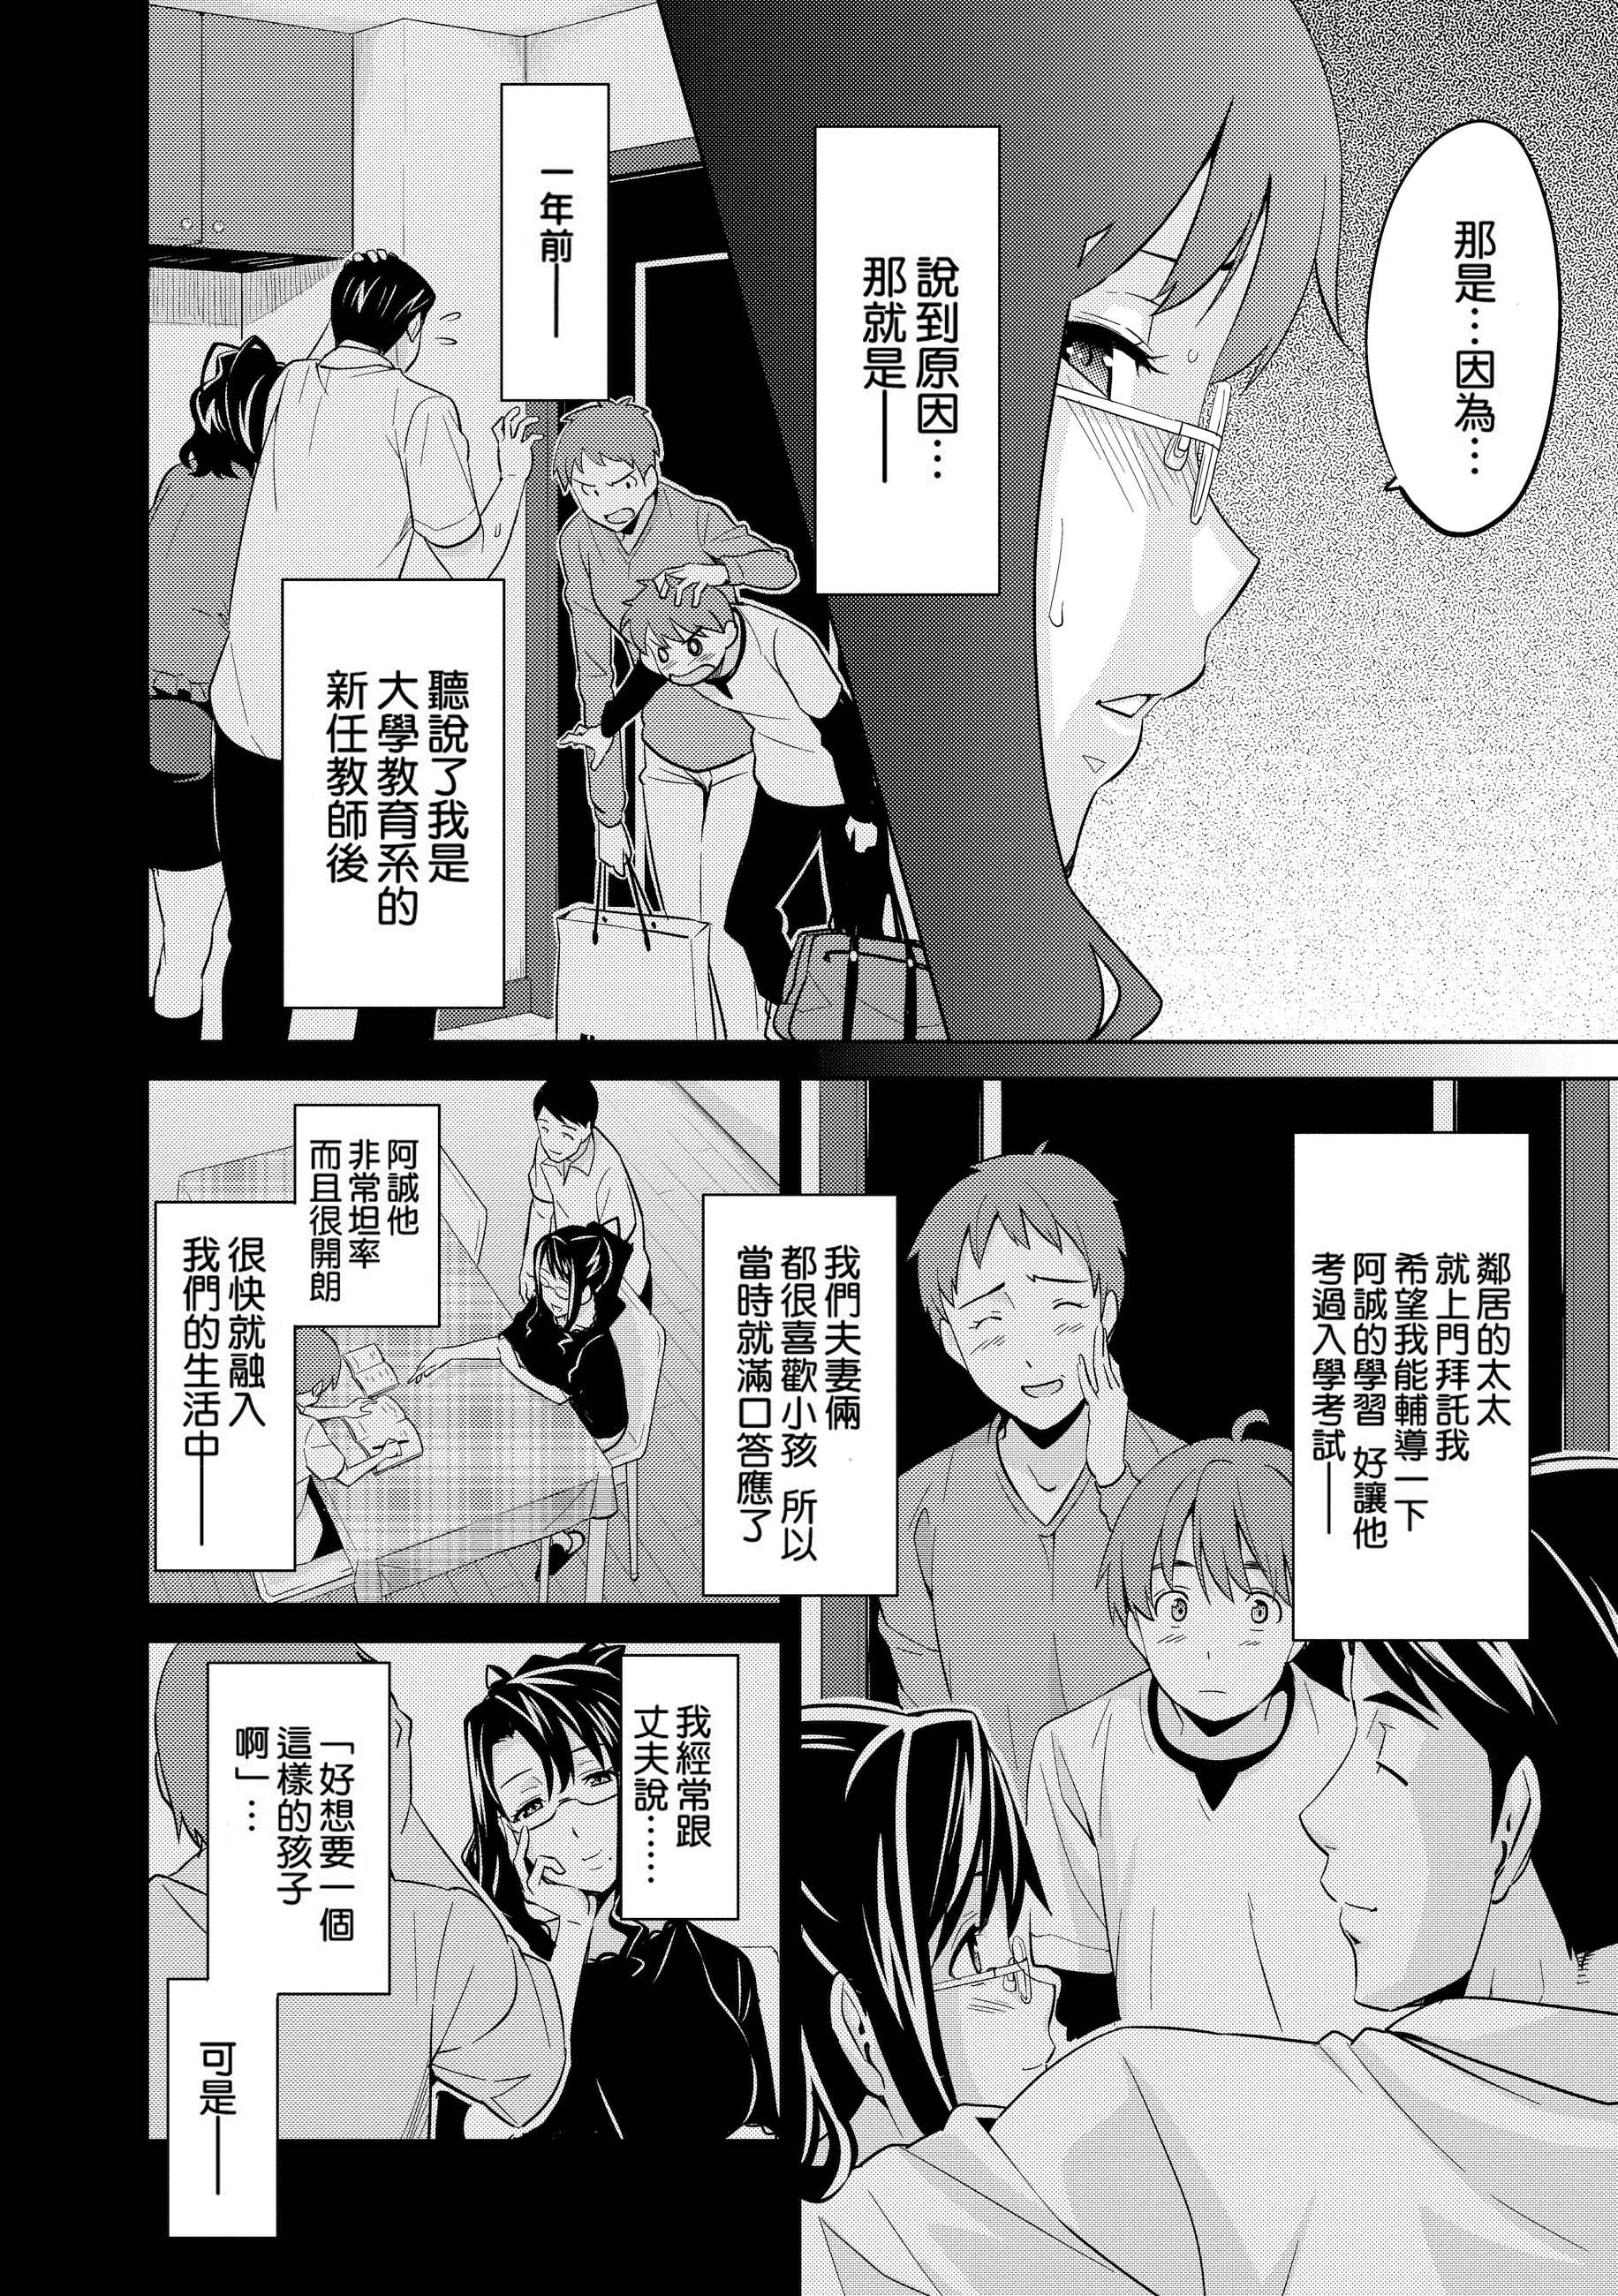 那是…因為…
說到原因…
那就是——
一年前——
聽說了我是
大學教育系的
新任教師後
鄰居的太太
就上門拜託我
希望我能輔導一下
阿誠的學習 好讓他
考過入學考試——
我們夫妻倆
都很喜歡小孩 所以
當時就滿口答應了
阿誠他
非常坦率
而且很開朗
很快就融入
我們的生活中——
我經常跟
丈夫說……
「好想要一個
這樣的孩子
啊」…
可是——